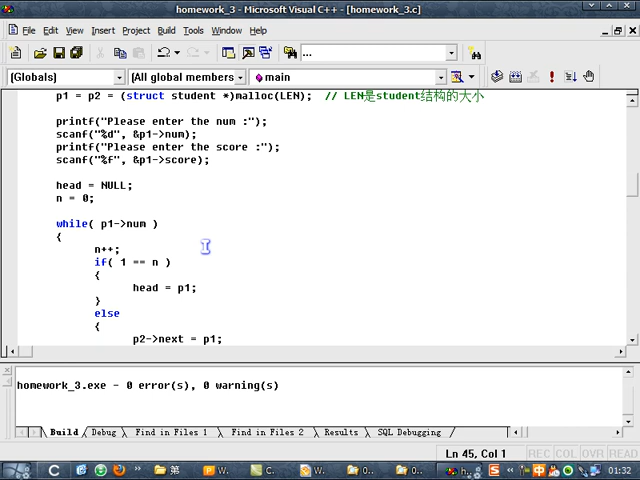 homework_3 - Microsoft Visual C++ - [homework_3.c]
File Edit View Insert Project Build Tools Window Help
...
(Globals) (All global members main
p1 = p2 = (struct student *)malloc(LEN); // LEN是student结构的大小
printf("Please enter the num :");
scanf("%d", &p1->num);
printf("Please enter the score :");
scanf("%f", &p1->score);
head = NULL;
n = 0;
while( p1->num )
{
n++;
if( 1 == n )
{
head = p1;
}
else
{
p2->next = p1;
homework_3.exe - 0 error(s), 0 warning(s)
Build Debug Find in Files 1 Find in Files 2 Results SQL Debugging
Ln 45, Col 1 REC COL OVR READ
C 第 W. C. W. 0.. 0.. h. 中 01:32